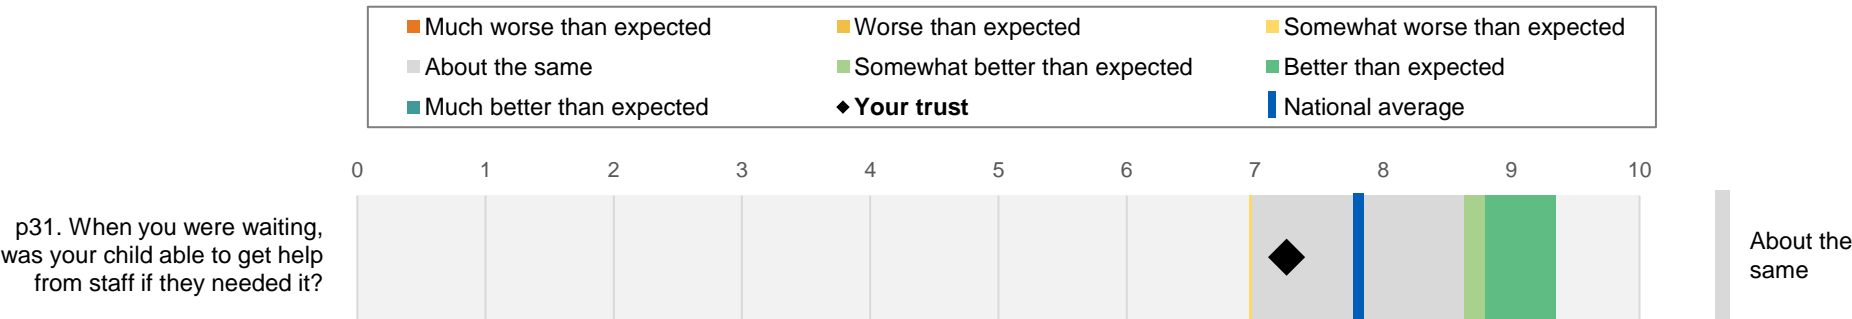 Much worse than expected
Worse than expected
Somewhat worse than expected
About the same
Somewhat better than expected
Better than expected
Much better than expected
Your trust
National average
0 1 2 3 4 5 6 7 8 9 10
p31. When you were waiting,
was your child able to get help
from staff if they needed it?
About the
same